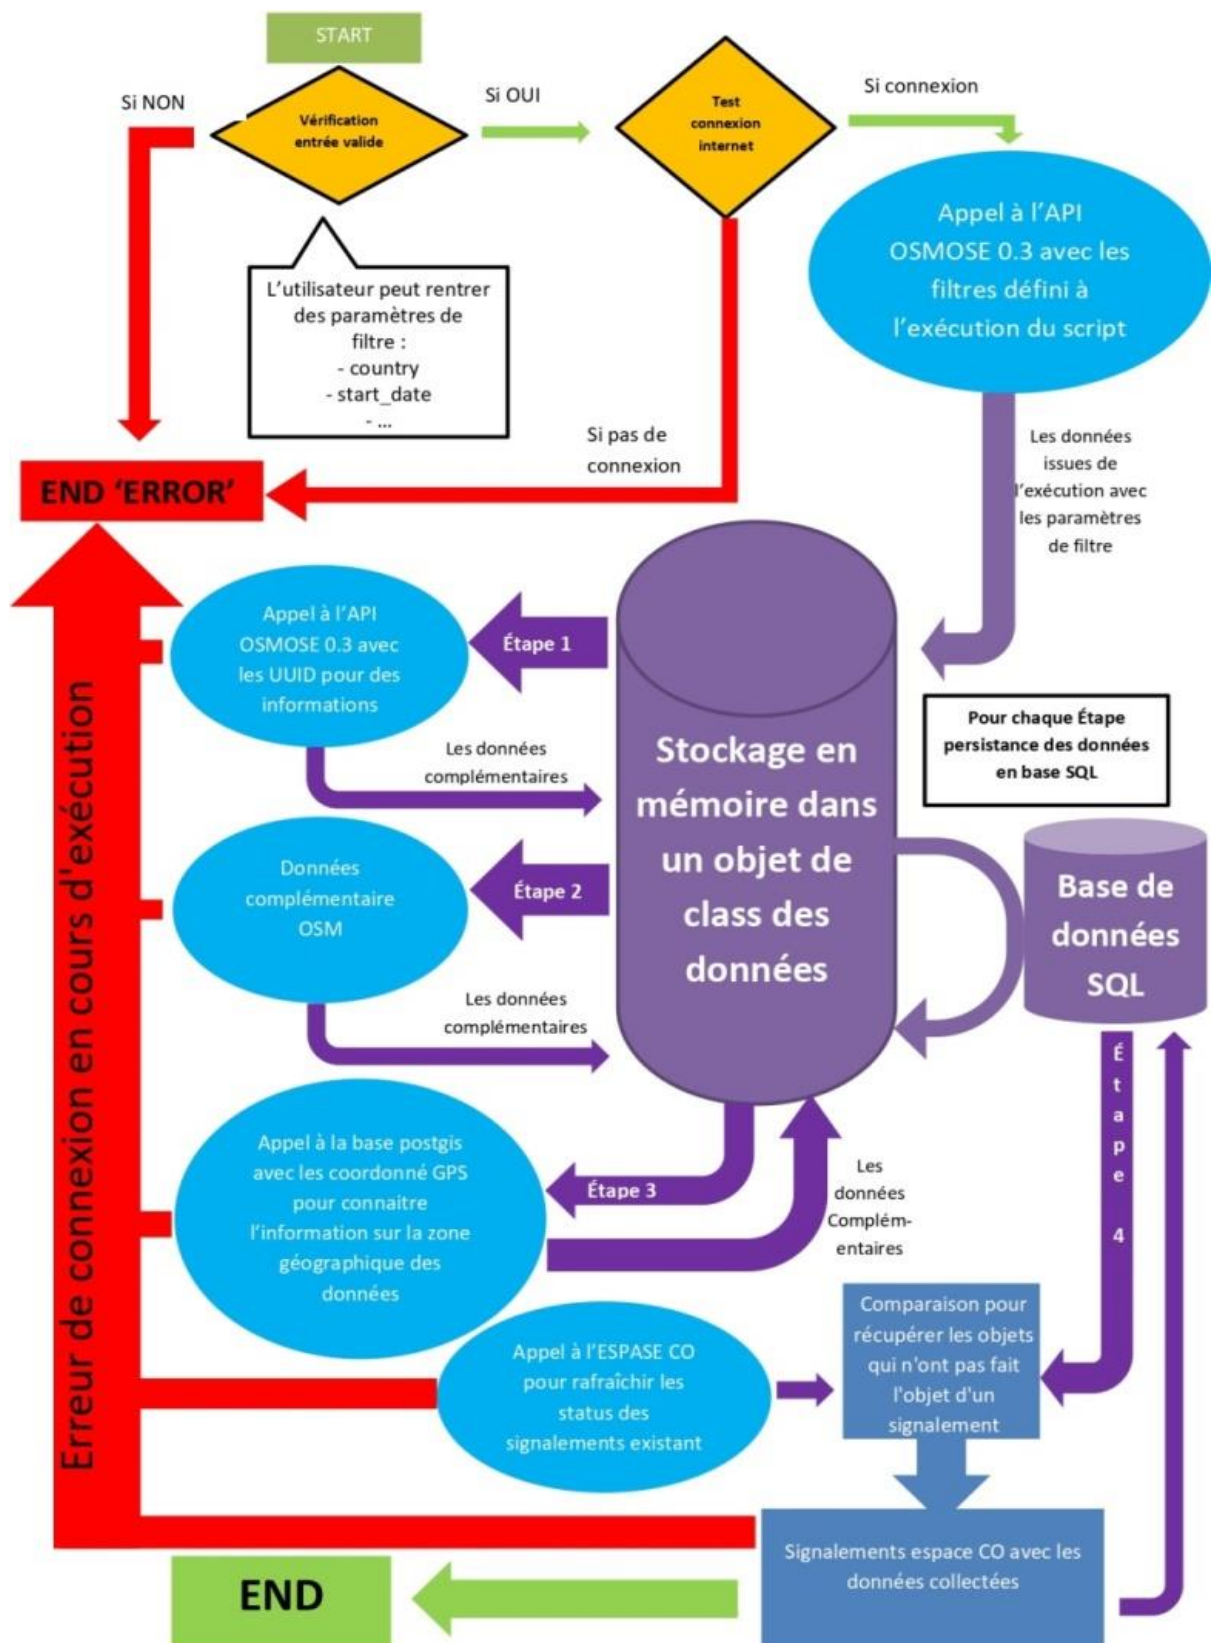 START
Si NON
Vérification
entrée valide
Si OUI
Test
connexion
internet
Si connexion
Appel à l'API
OSMOSE 0.3 avec les
filtres défini à
l'exécution du script
L'utilisateur peut rentrer
des paramètres de
filtre :
- country
- start_date
- ...
Si pas de
connexion
Les données
issues de
l'exécution avec
les paramètres
de filtre
END 'ERROR'
Appel à l'API
OSMOSE 0.3 avec
les UUID pour des
informations
Étape 1
Les données
complémentaires
Stockage en
mémoire dans
un objet de
class des
données
Pour chaque Étape
persistance des données
en base SQL
Données
complémentaire
OSM
Étape 2
Les données
complémentaires
Base de
données
SQL
Étape 4
Appel à la base postgis
avec les coordonné GPS
pour connaitre
l'information sur la zone
géographique des
données
Étape 3
Les
données
Complém-
entaires
Erreur de connexion en cours d'exécution
Appel à l'ESPASE CO
pour rafraîchir les
status des
signalements existant
Comparaison pour
récupérer les objets
qui n'ont pas fait
l'objet d'un
signalement
Signalements espace CO avec les
données collectées
END